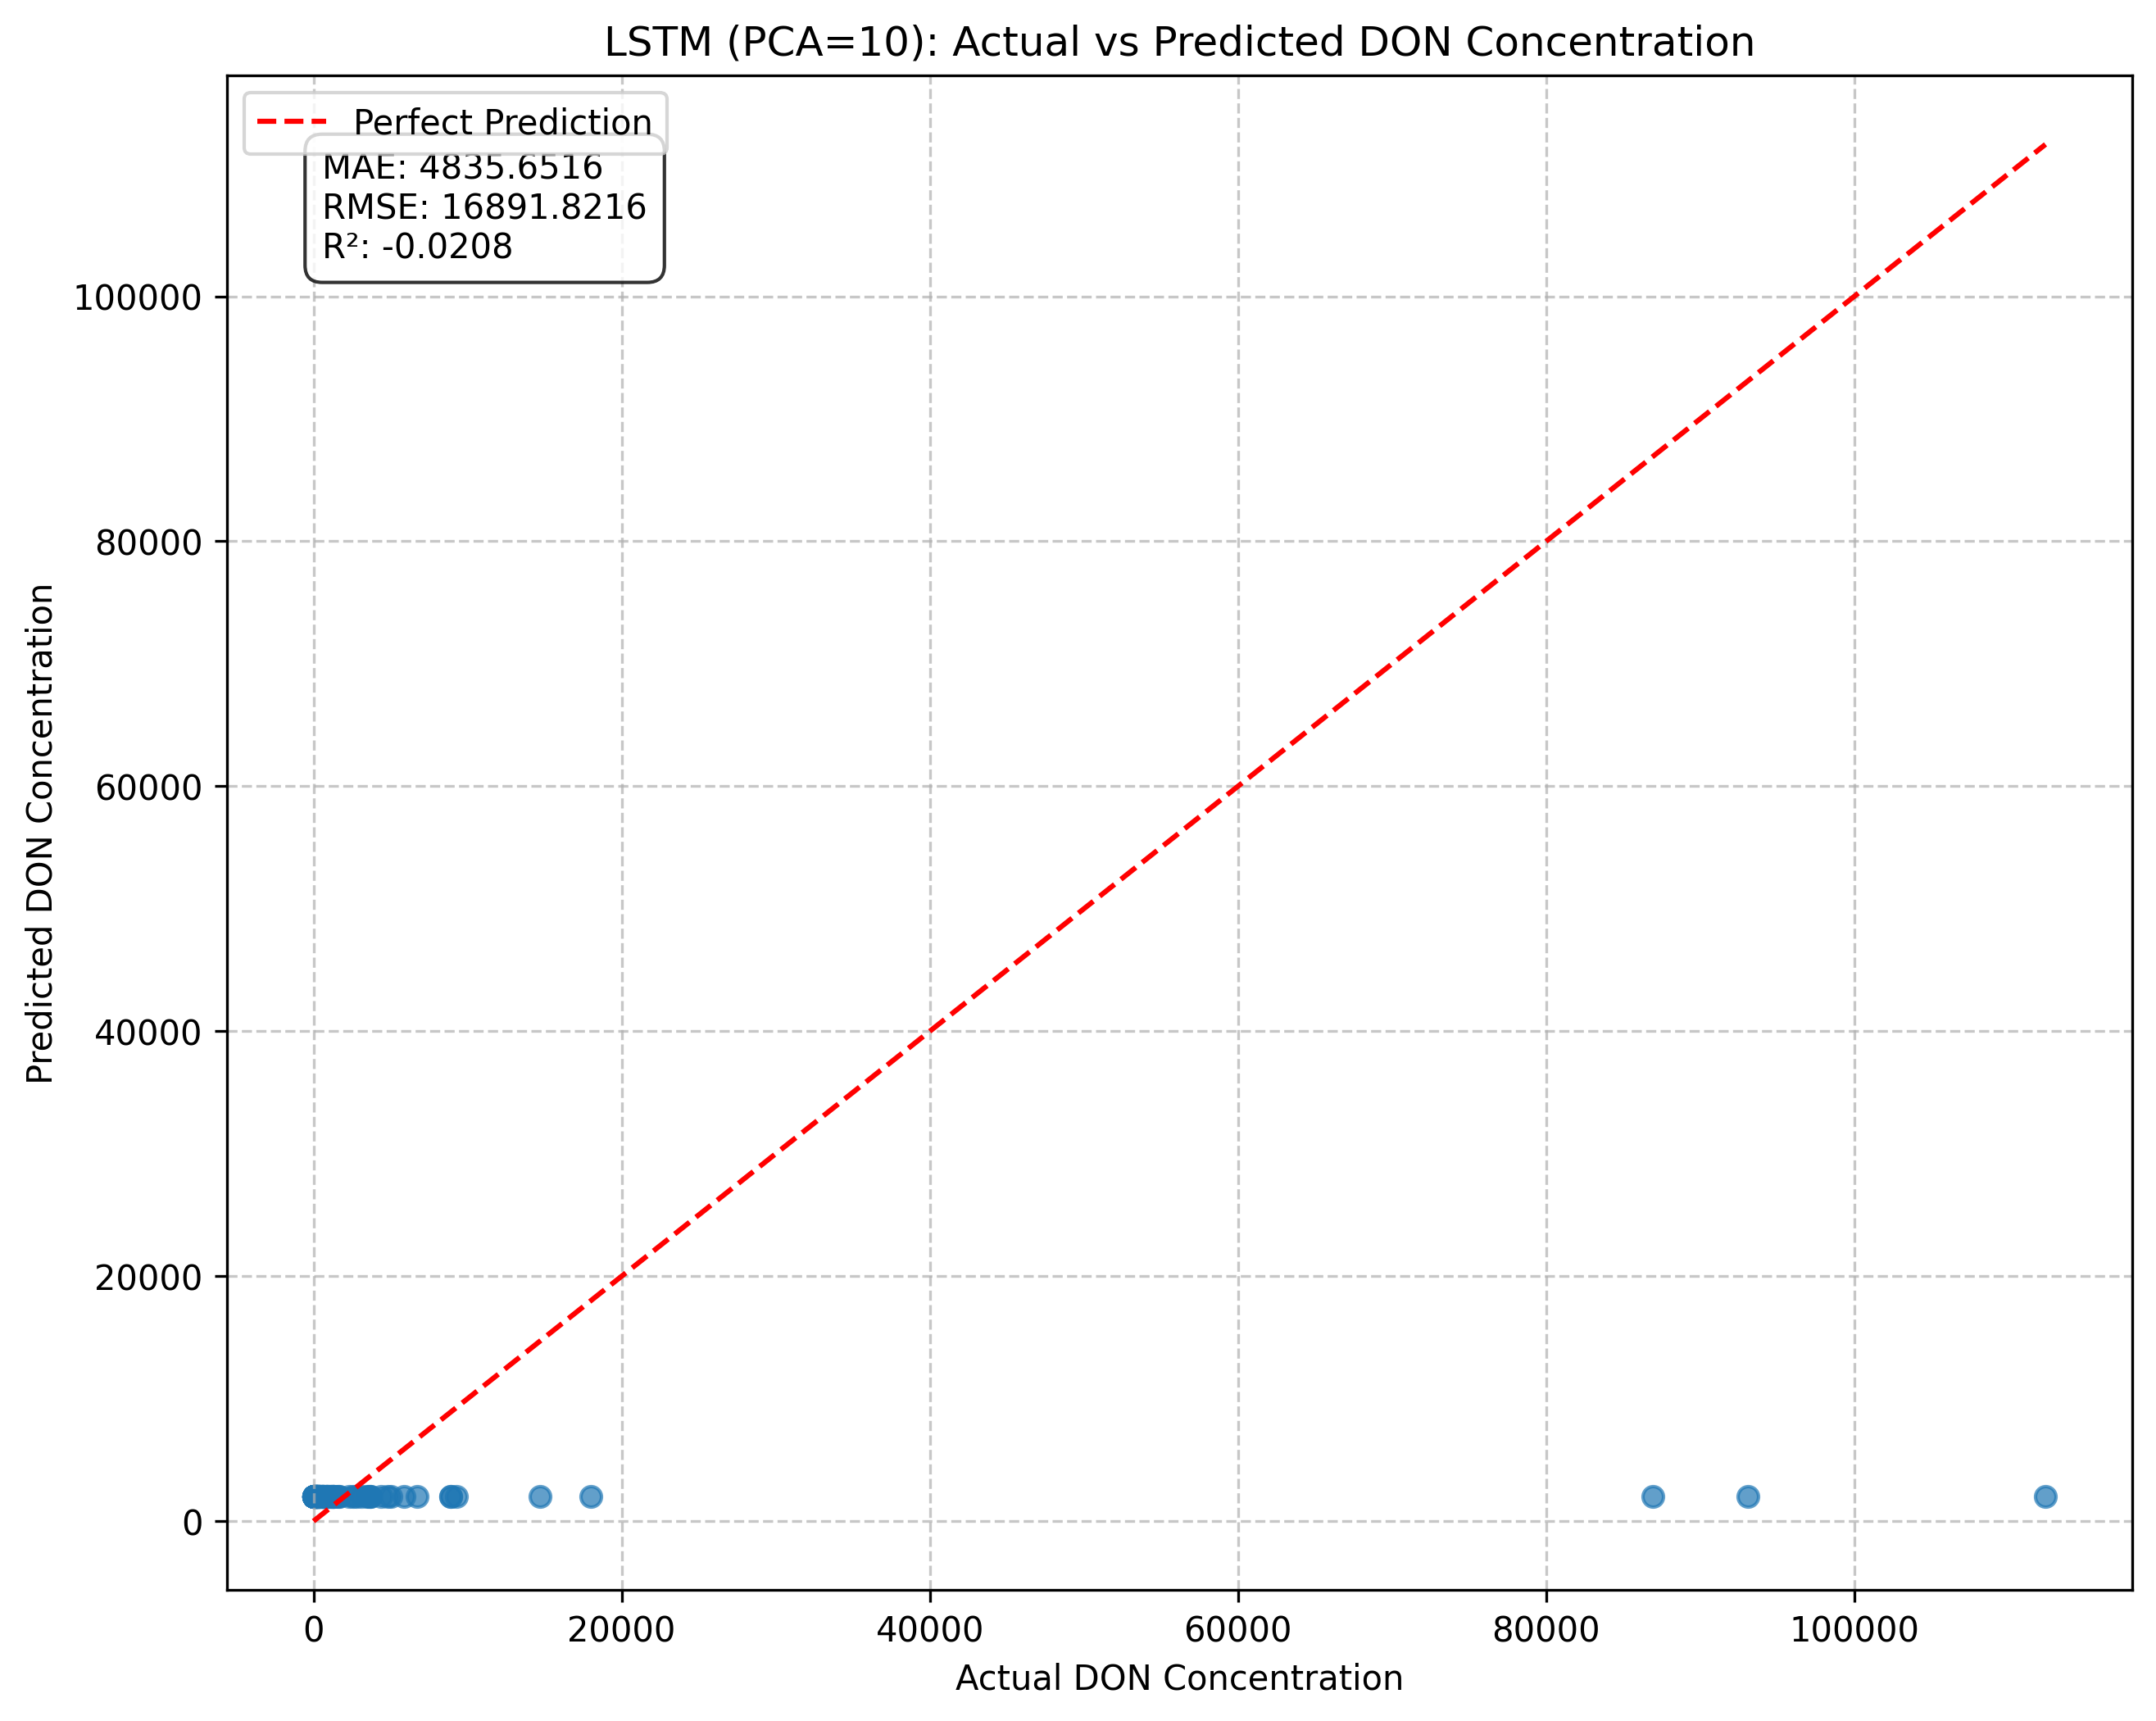 LSTM (PCA=10): Actual vs Predicted DON Concentration
Perfect Prediction
MAE: 4835.6516
RMSE: 16891.8216
R²: -0.0208
Predicted DON Concentration
100000
80000
60000
40000
20000
0
0 20000 40000 60000 80000 100000
Actual DON Concentration